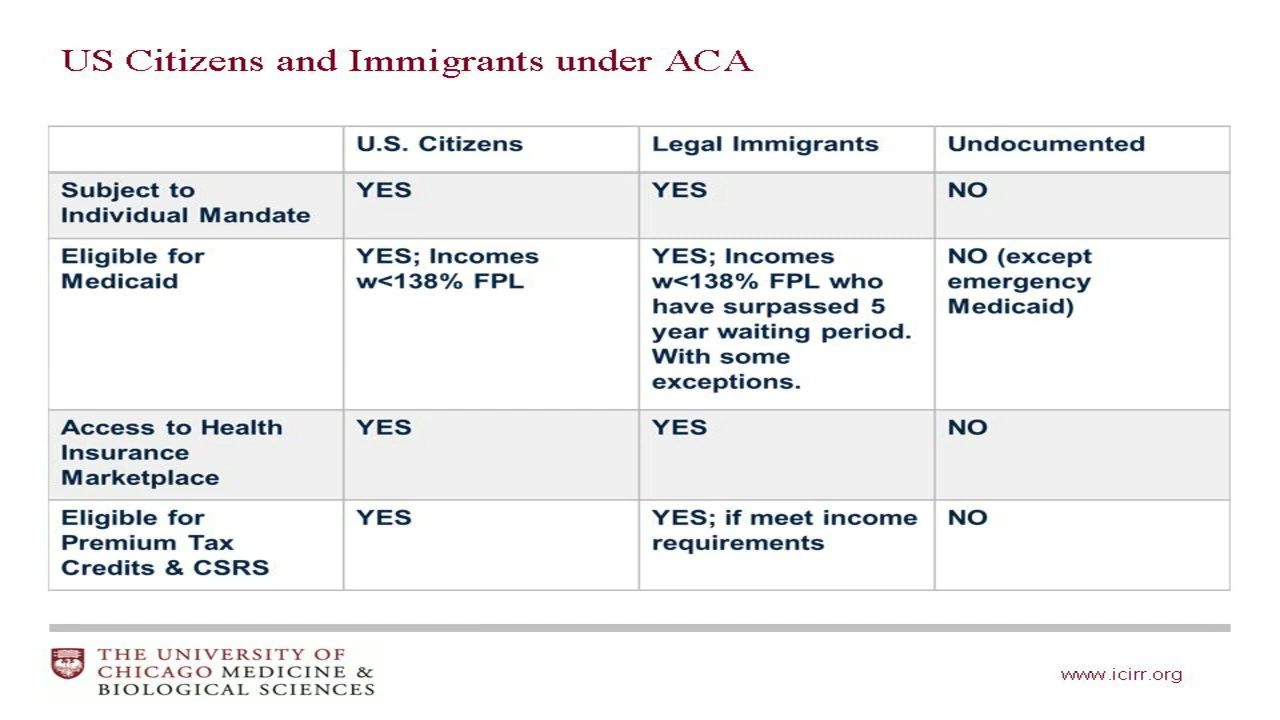 US Citizens and Immigrants under ACA
U.S. Citizens
Legal Immigrants
Undocumented
Subject to
Individual Mandate
YES
YES
NO
Eligible for
Medicaid
YES; Incomes
w<138% FPL
YES; Incomes
w<138% FPL who
have surpassed 5
year waiting period.
With some
exceptions.
NO (except
emergency
Medicaid)
Access to Health
Insurance
Marketplace
YES
YES
NO
Eligible for
Premium Tax
Credits & CSRS
YES
YES; if meet income
requirements
NO
THE UNIVERSITY OF
CHICAGO MEDICINE &
BIOLOGICAL SCIENCES
www.icirr.org